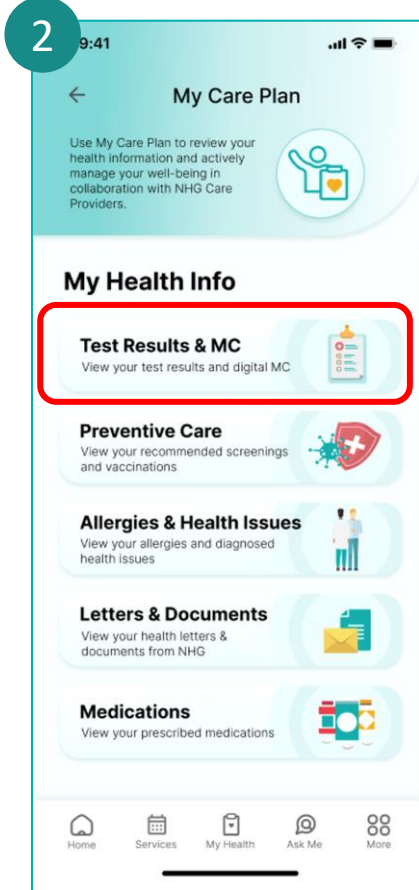 2
9:41
My Care Plan
Use My Care Plan to review your
health information and actively
manage your well-being in
collaboration with NHG Care
Providers.
My Health Info
Test Results & MC
View your test results and digital MC
Preventive Care
View your recommended screenings
and vaccinations
Allergies & Health Issues
View your allergies and diagnosed
health issues
Letters & Documents
View your health letters &
documents from NHG
Medications
View your prescribed medications
Home Services My Health Ask Me More